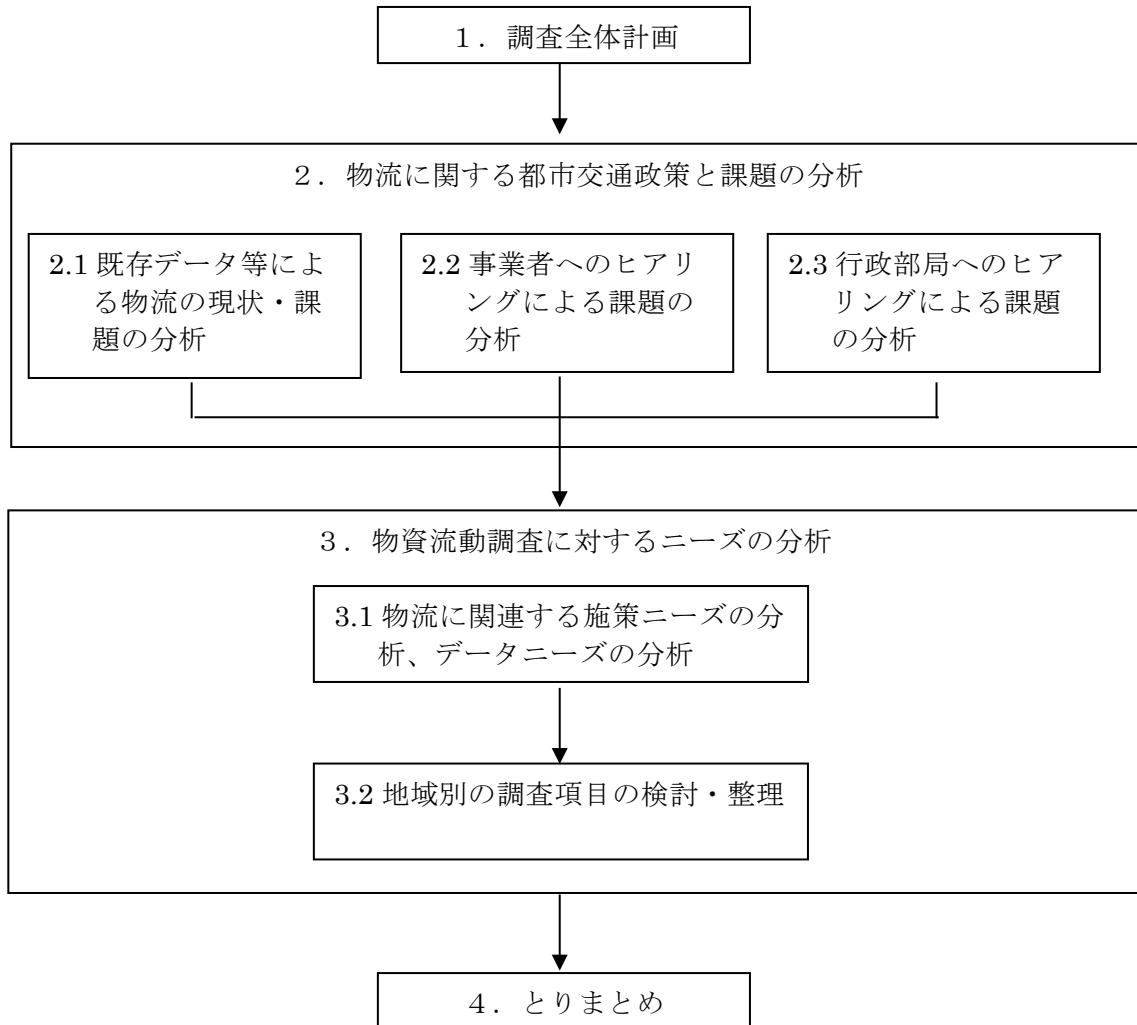 １．調査全体計画
２．物流に関する都市交通政策と課題の分析
2.1 既存データ等によ
る物流の現状・課
題の分析
2.2 事業者へのヒアリ
ングによる課題の
分析
2.3 行政部局へのヒア
リングによる課題
の分析
３．物資流動調査に対するニーズの分析
3.1 物流に関連する施策ニーズの分
析、データニーズの分析
3.2 地域別の調査項目の検討・整理
４．とりまとめ